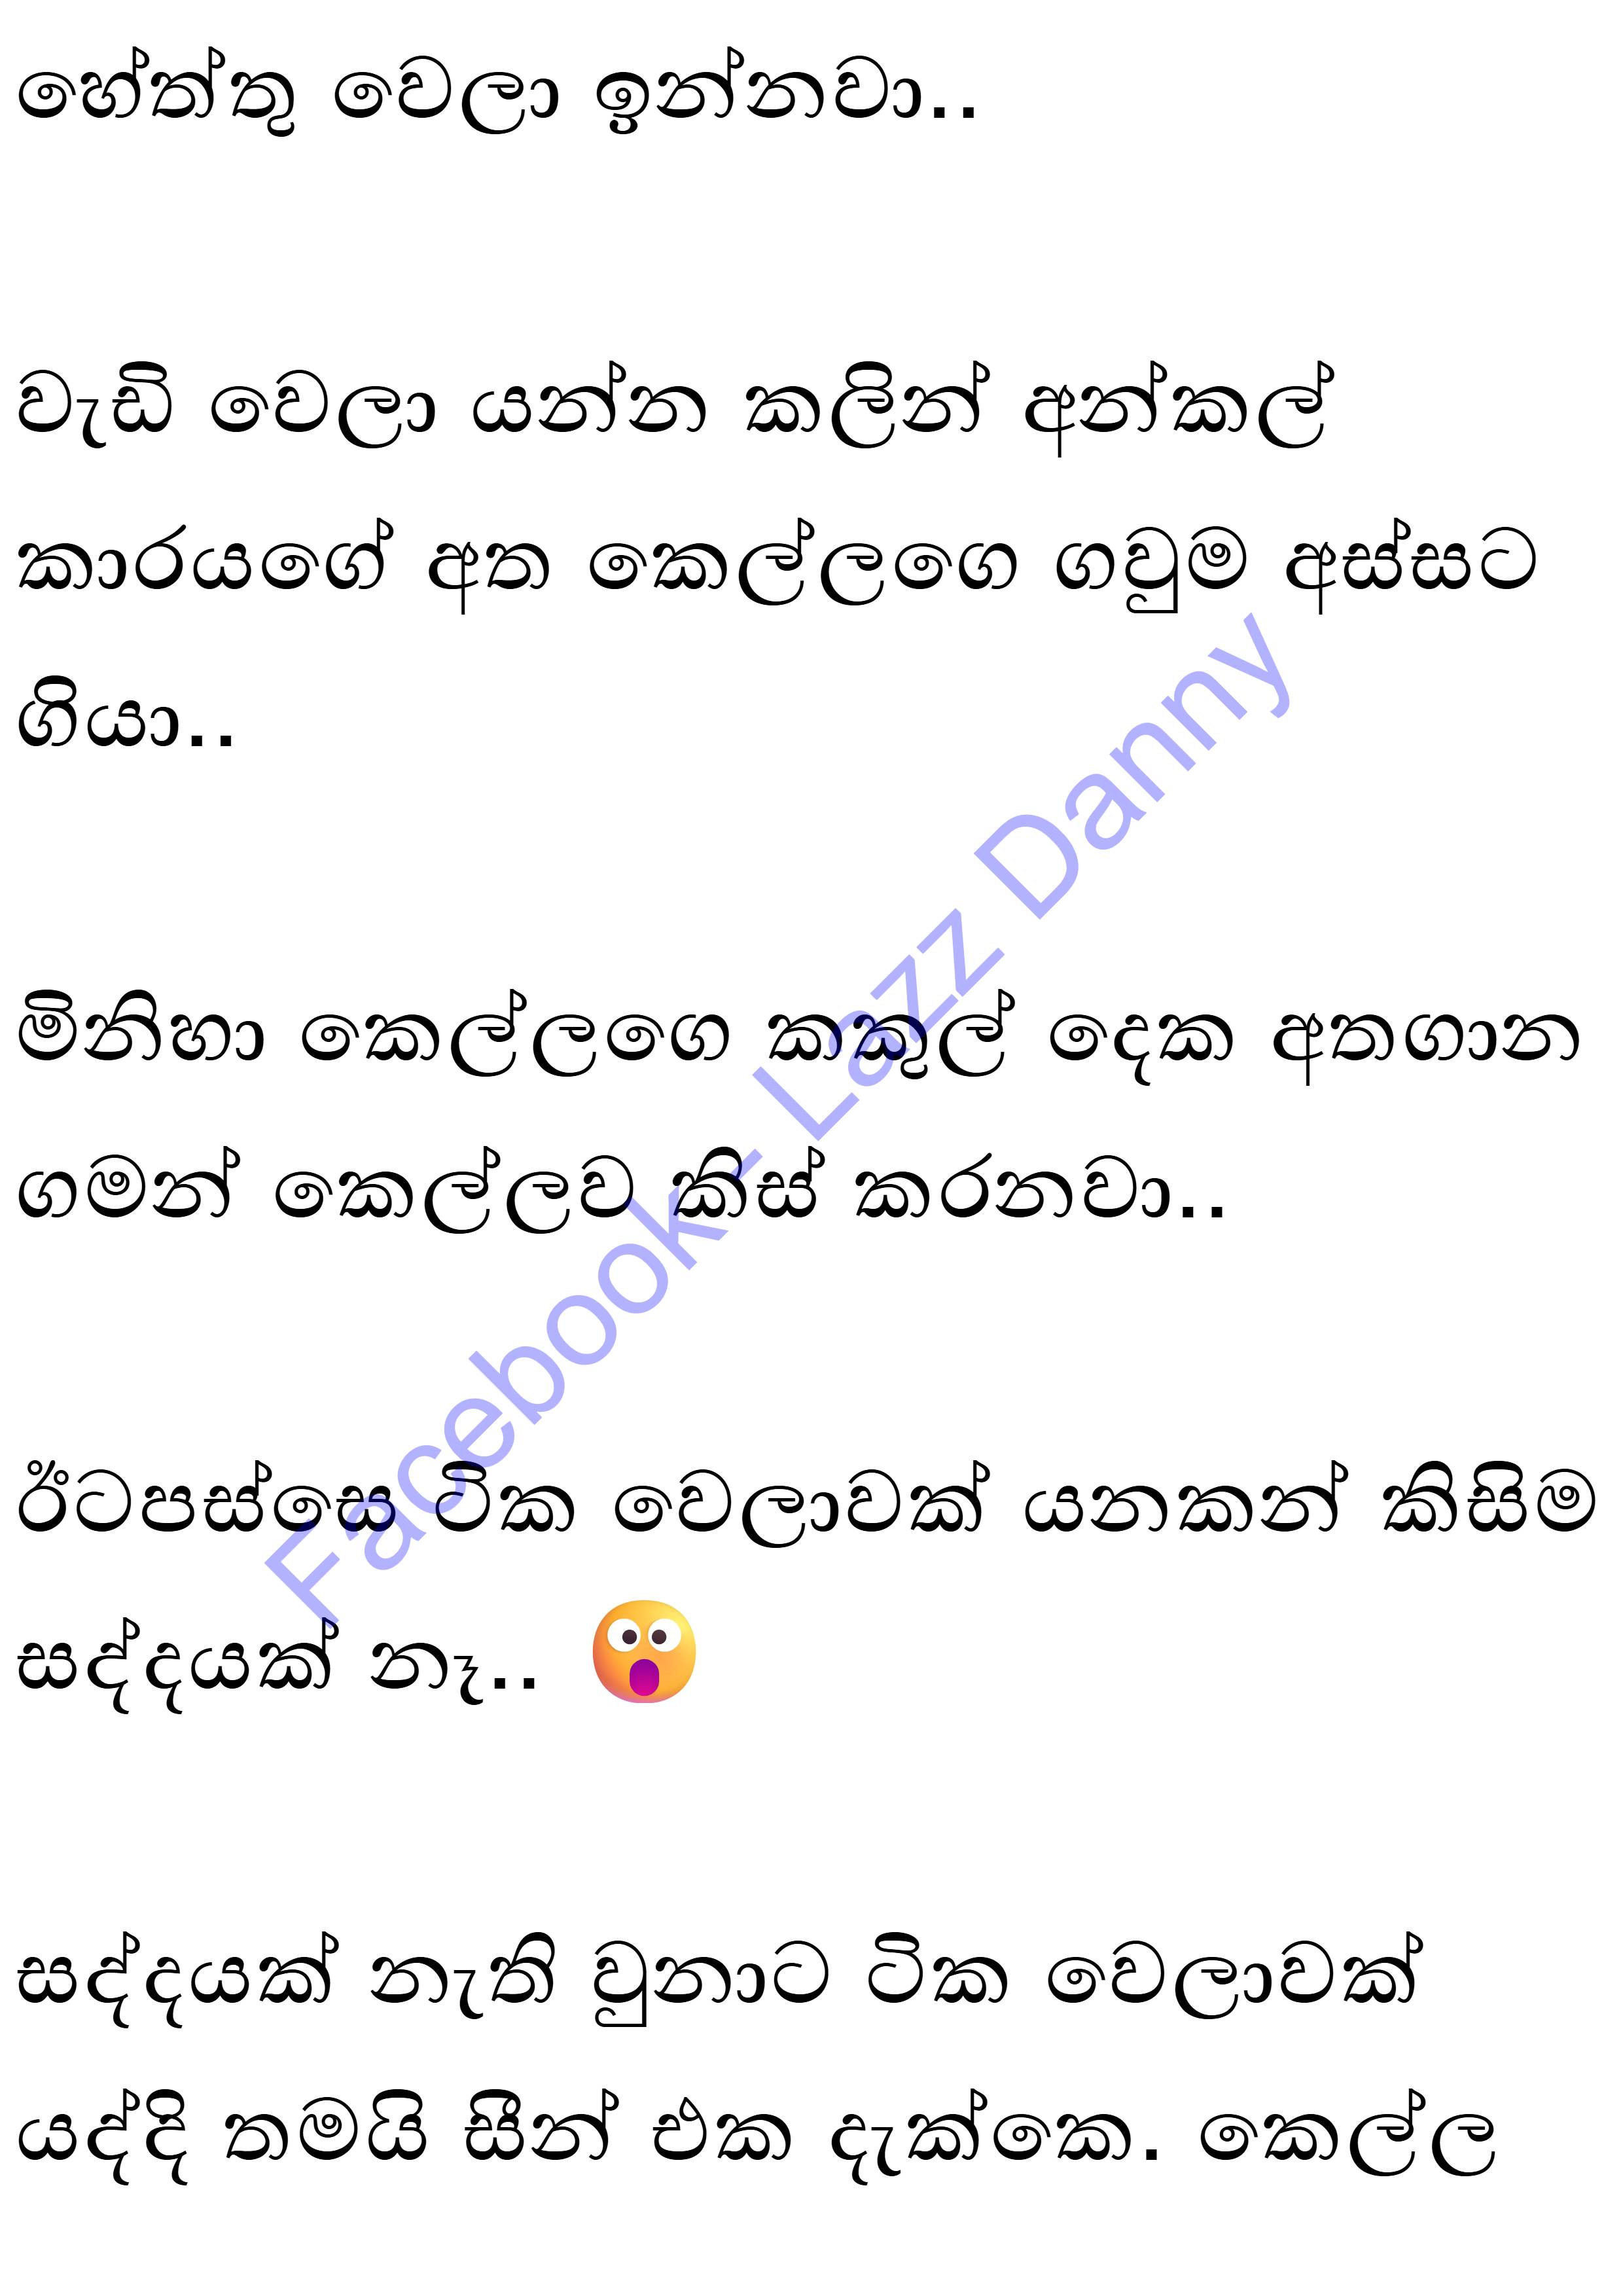 හේත්තු වෙලා ඉන්නවා..
වැඩි වෙලා යන්න කලින් අන්කල්
කාරයගේ අත කෙල්ලගෙ ගවුම අස්සට
ගියා..
මිනිහා කෙල්ලගෙ කකුල් දෙක අතගාන
ගමන් කෙල්ලව කිස් කරනවා..
ඊටපස්සෙ ටික වෙලාවක් යනකන් කිසිම
සද්දයක් නෑ.. 😲
සද්දයක් නැති වුනාට ටික වෙලාවක්
යද්දි තමයි සීන් එක දැක්කෙ. කෙල්ල
Facebook- Lazz Danny